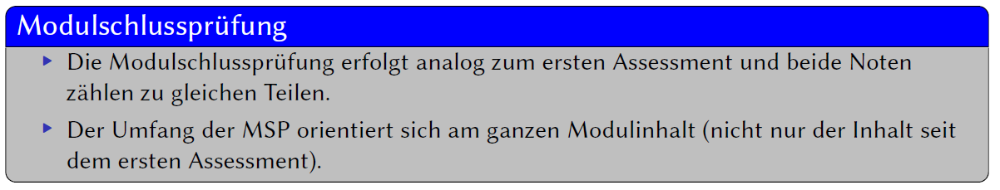 Modulschlussprüfung
Die Modulschlussprüfung erfolgt analog zum ersten Assessment und beide Noten
zählen zu gleichen Teilen.
Der Umfang der MSP orientiert sich am ganzen Modulinhalt (nicht nur der Inhalt seit
dem ersten Assessment).